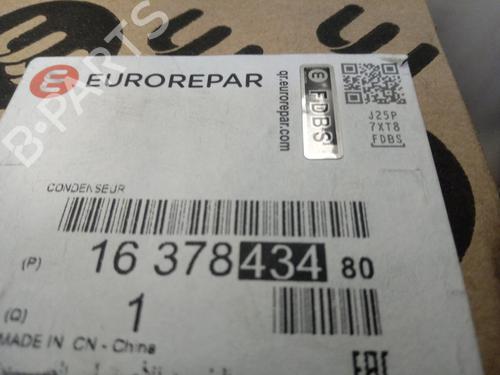 EUROREPAR
qr.eurorepar.com
FDBS
J25P
7XT8
FDBS
B-PARTS
CONDENSEUR
(P) 16 378 434 80
(Q) 1
MADE IN CN - China
EAC